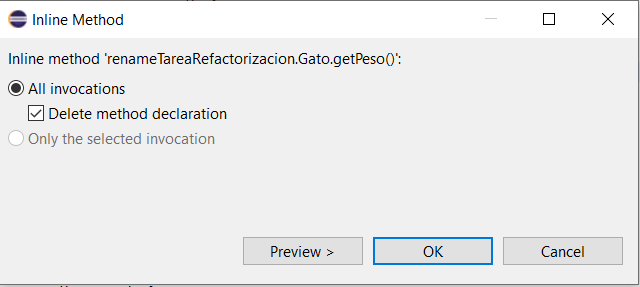 Inline Method
Inline method 'renameTareaRefactorizacion.Gato.getPeso()':
All invocations
Delete method declaration
Only the selected invocation
Preview >
OK
Cancel